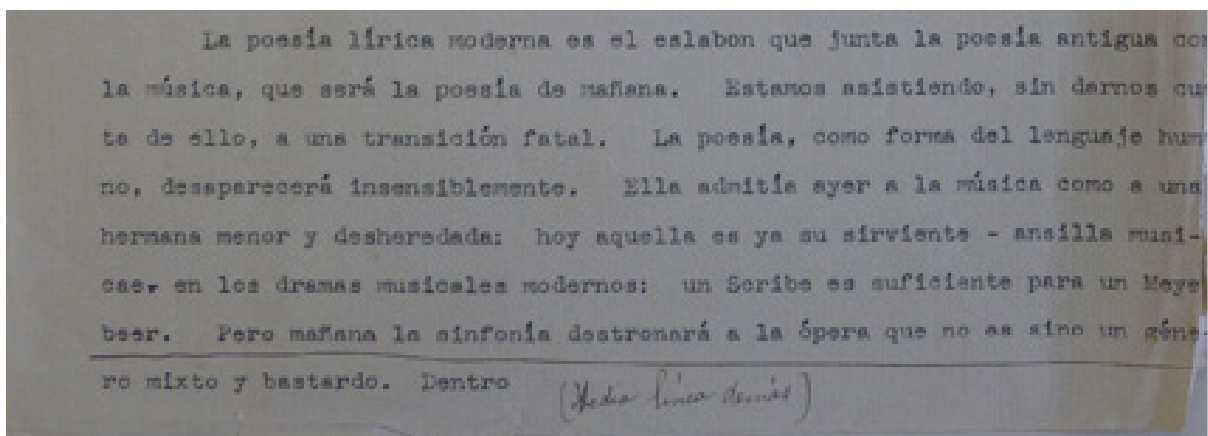 La poesía lírica moderna es el eslabon que junta la poesía antigua con
la música, que será la poesía de mañana. Estamos asistiendo, sin darnos cu
ta de ello, a una transición fatal. La poesía, como forma del lenguaje hum
no, desaparecerá insensiblemente. Ella admitía ayer a la música como a una
hermana menor y desheredada: hoy aquella es ya su sirviente - ansilla musi-
cae, en los dramas musicales modernos: un Scribe es suficiente para un Meye
beer. Pero mañana la sinfonía destronará a la ópera que no es sino un géne-
ro mixto y bastardo. Dentro (Media línea demás)